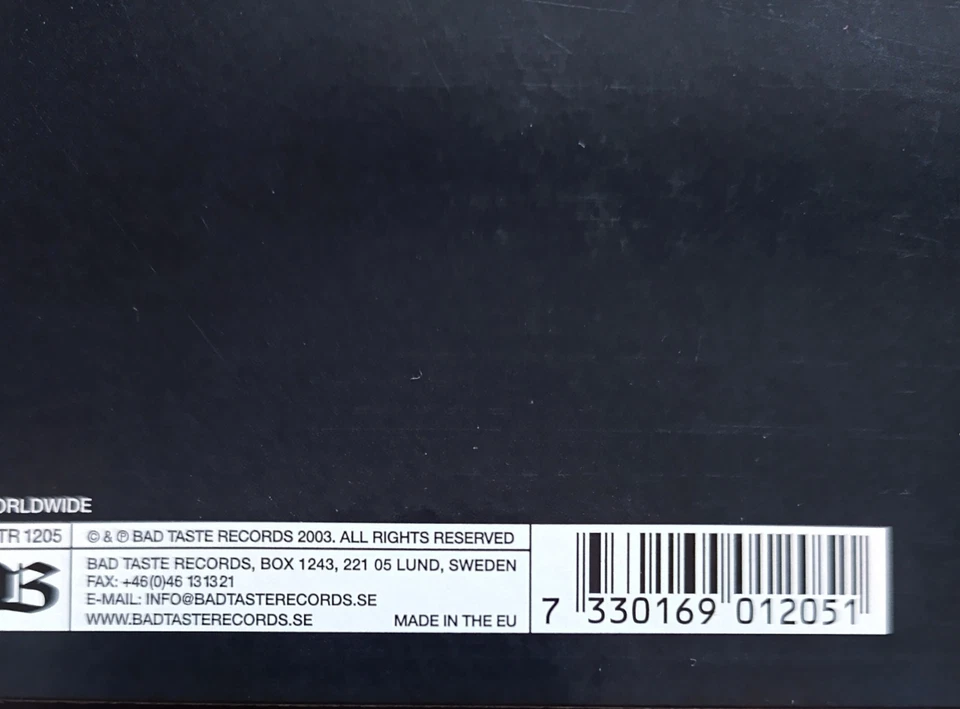 TR 1205
© & ℗ BAD TASTE RECORDS 2003. ALL RIGHTS RESERVED
BAD TASTE RECORDS, BOX 1243, 221 05 LUND, SWEDEN
FAX: +46(0)46 131321
E-MAIL: INFO@BADTASTERECORDS.SE
WWW.BADTASTERECORDS.SE MADE IN THE EU
7 330169 012051